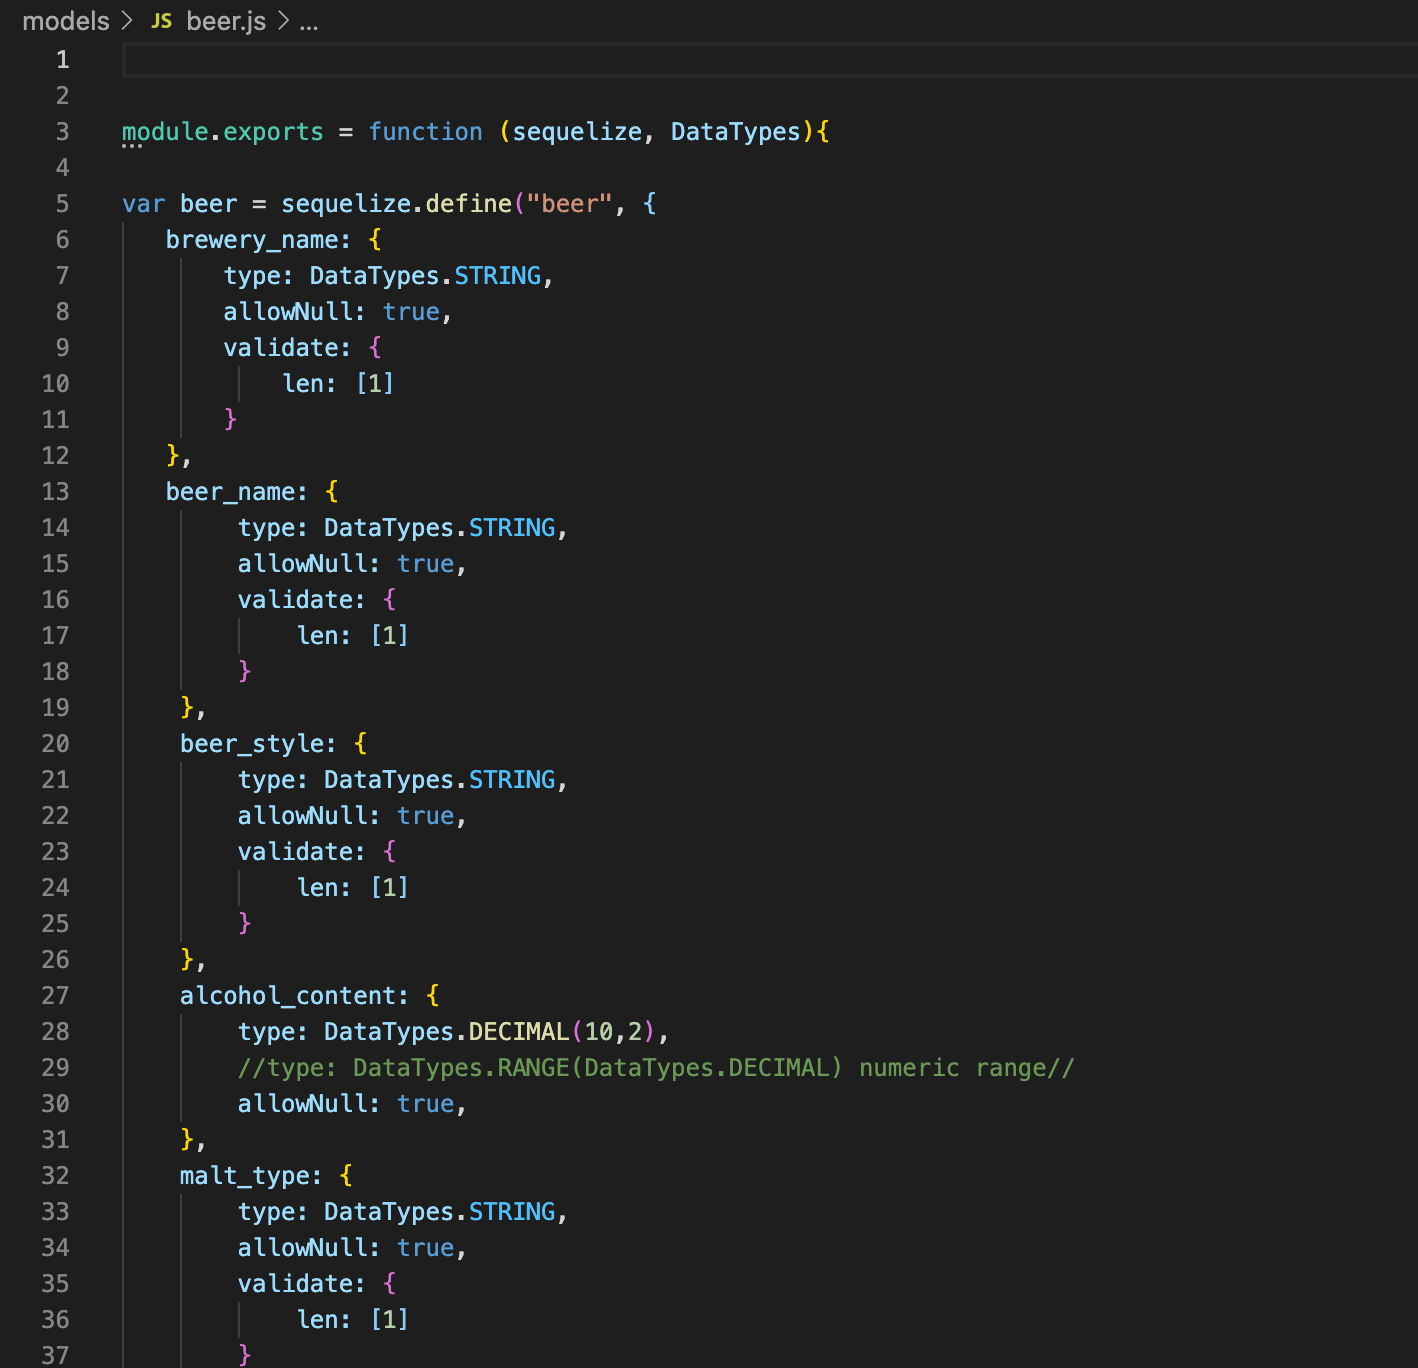 models > JS beer.js > ...
1
2
3 module.exports = function (sequelize, DataTypes){
4
5 var beer = sequelize.define("beer", {
6 brewery_name: {
7 type: DataTypes.STRING,
8 allowNull: true,
9 validate: {
10 len: [1]
11 }
12 },
13 beer_name: {
14 type: DataTypes.STRING,
15 allowNull: true,
16 validate: {
17 len: [1]
18 }
19 },
20 beer_style: {
21 type: DataTypes.STRING,
22 allowNull: true,
23 validate: {
24 len: [1]
25 }
26 },
27 alcohol_content: {
28 type: DataTypes.DECIMAL(10,2),
29 //type: DataTypes.RANGE(DataTypes.DECIMAL) numeric range//
30 allowNull: true,
31 },
32 malt_type: {
33 type: DataTypes.STRING,
34 allowNull: true,
35 validate: {
36 len: [1]
37 }